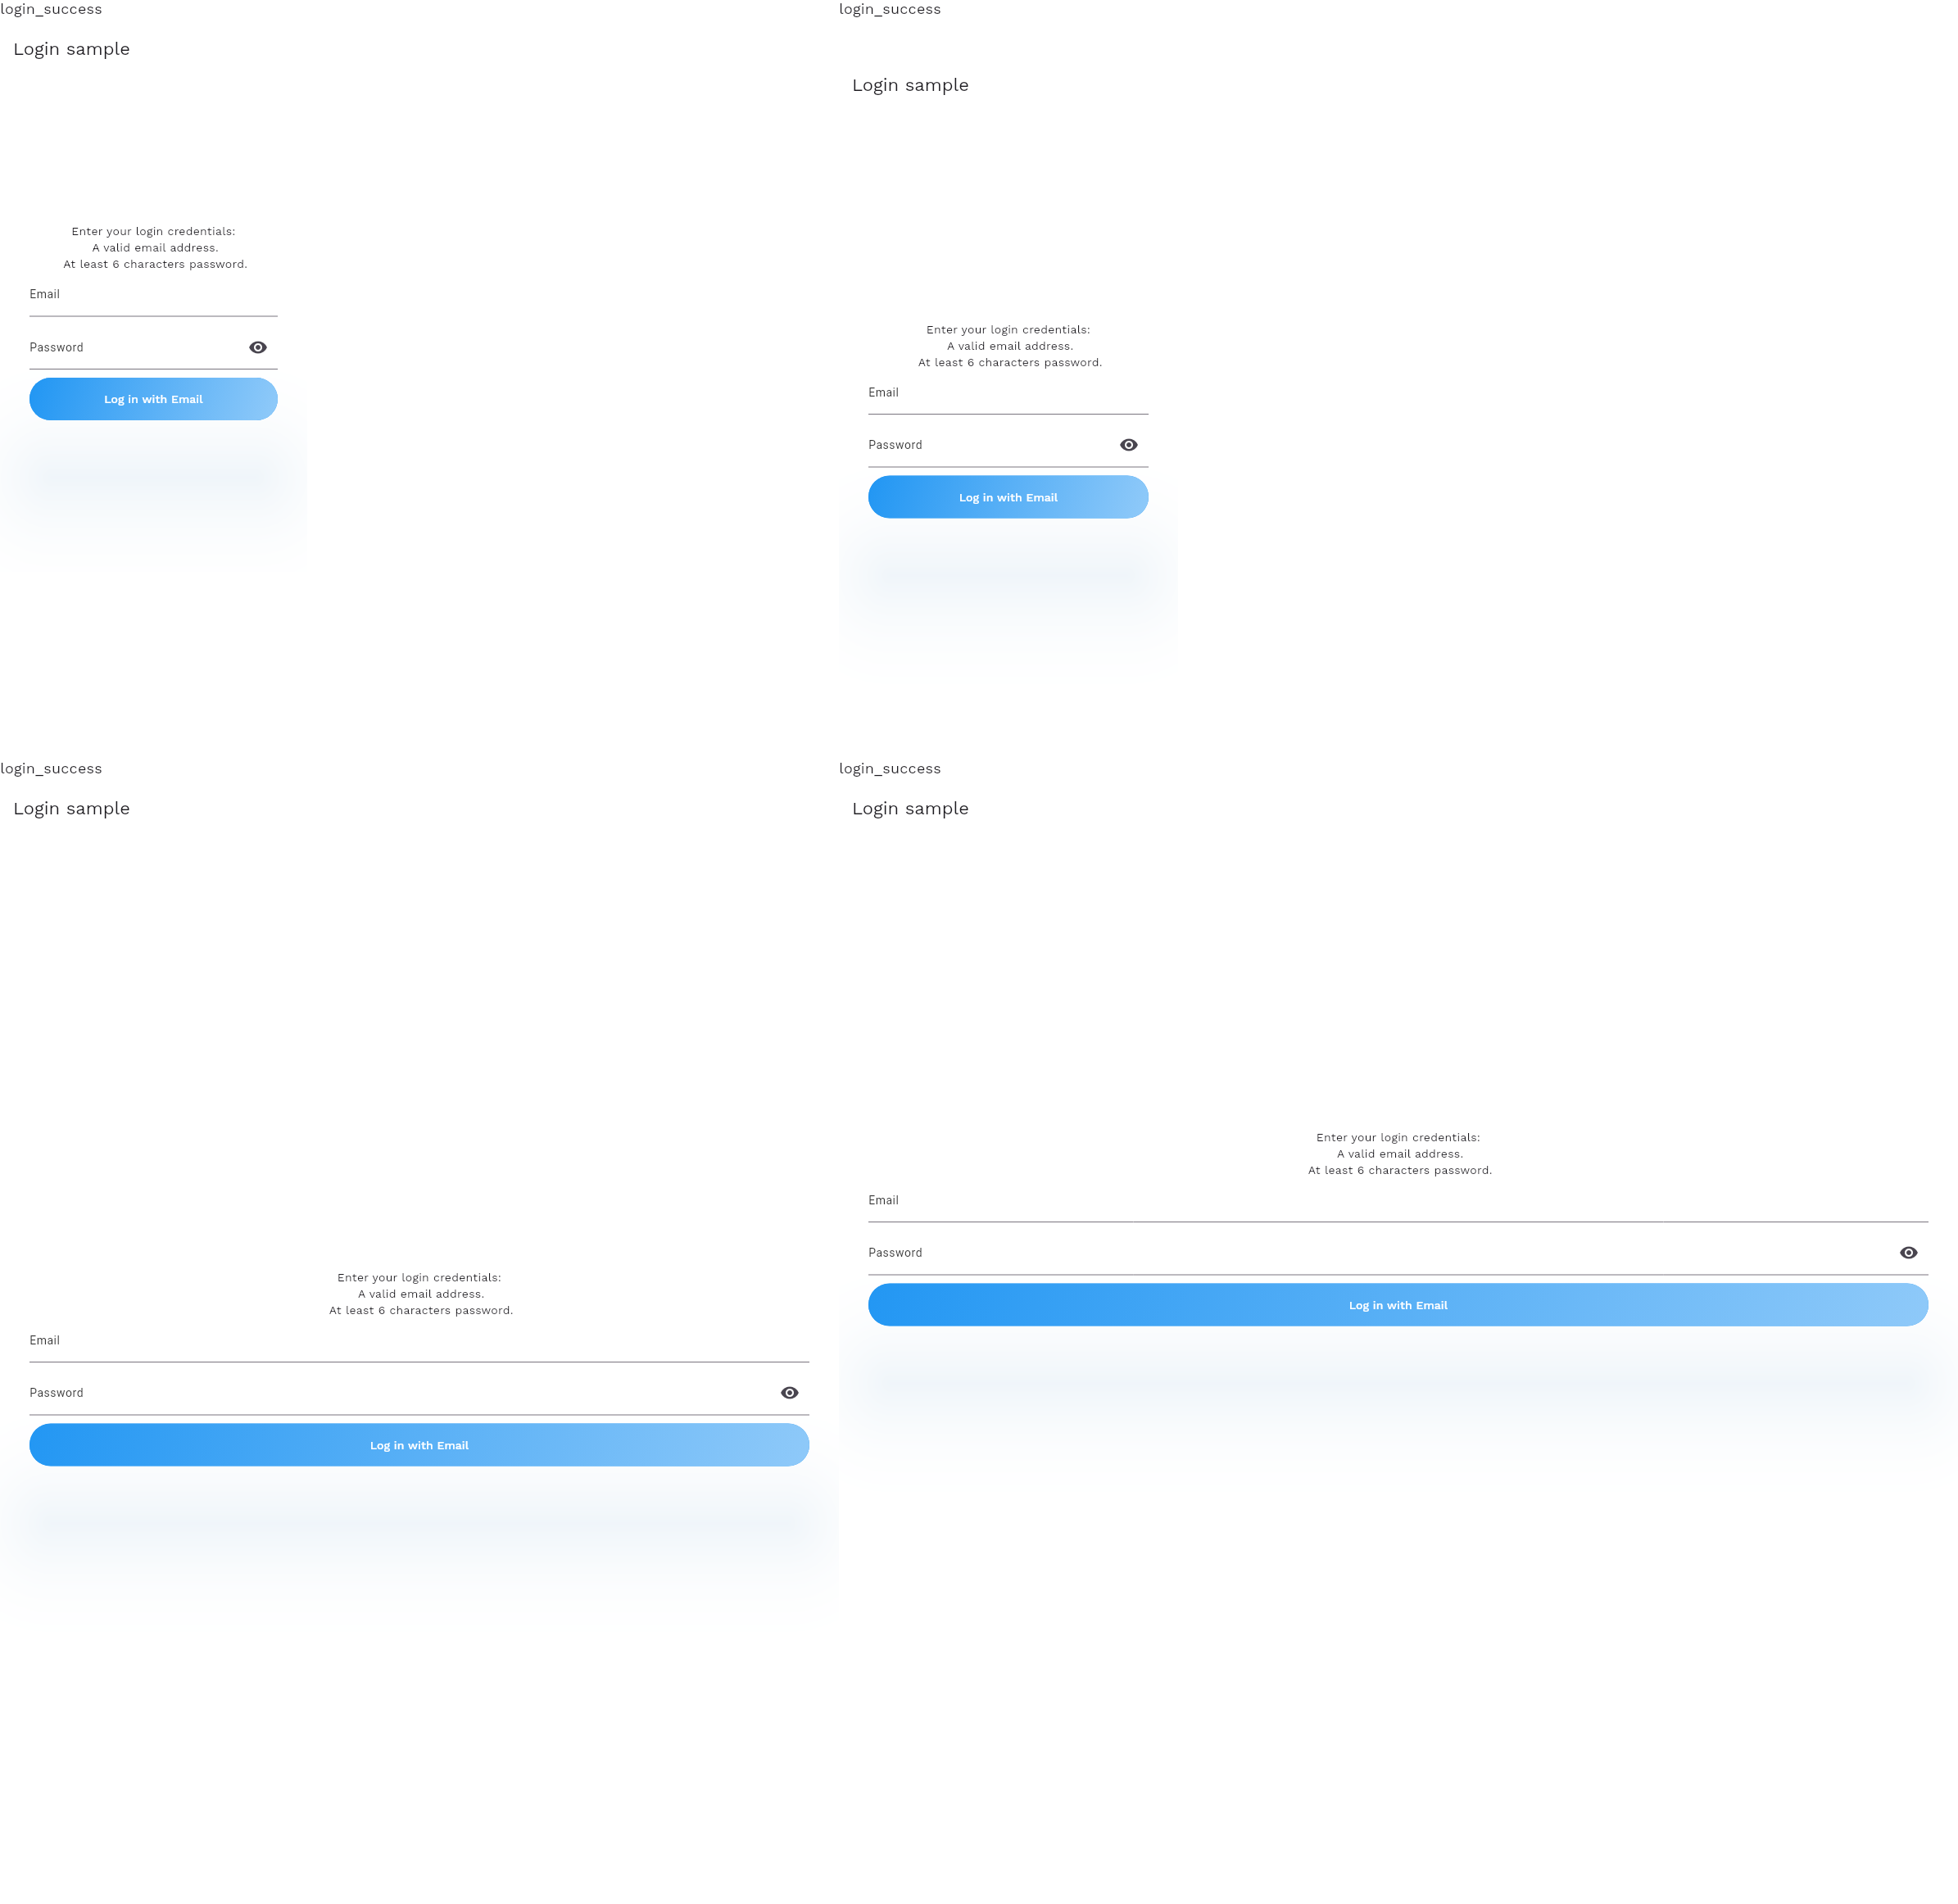 login_success
Login sample
Enter your login credentials:
A valid email address.
At least 6 characters password.
Email
Password
Log in with Email
login_success
Login sample
Enter your login credentials:
A valid email address.
At least 6 characters password.
Email
Password
Log in with Email
login_success
Login sample
Enter your login credentials:
A valid email address.
At least 6 characters password.
Email
Password
Log in with Email
login_success
Login sample
Enter your login credentials:
A valid email address.
At least 6 characters password.
Email
Password
Log in with Email